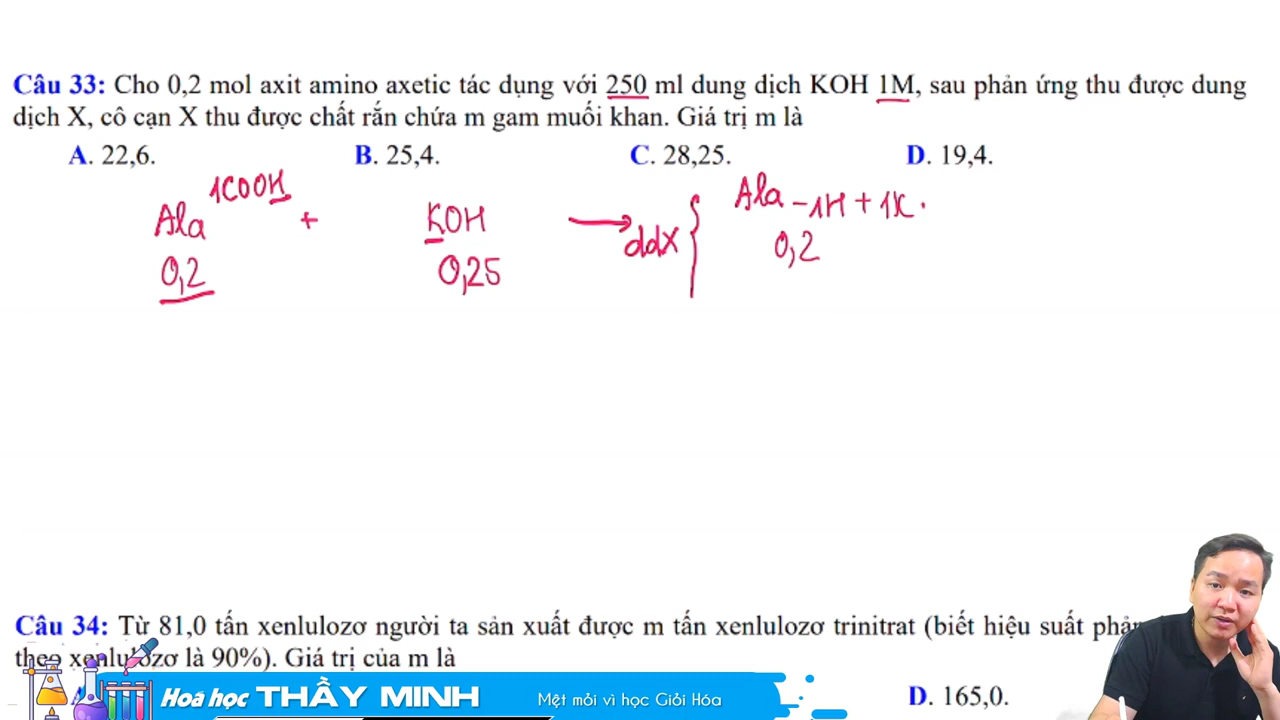 Câu 33: Cho 0,2 mol axit amino axetic tác dụng với 250 ml dung dịch KOH 1M, sau phản ứng thu được dung
dịch X, cô cạn X thu được chất rắn chứa m gam muối khan. Giá trị m là
A. 22,6. B. 25,4. C. 28,25. D. 19,4.
1COOH
Ala + KOH → ddX { Ala -1H + 1K.
0,2 0,25 0,2
Câu 34: Từ 81,0 tấn xenlulozơ người ta sản xuất được m tấn xenlulozơ trinitrat (biết hiệu suất
theo xenlulozơ là 90%). Giá trị của m là
D. 165,0.
Hoá học THẦY MINH Mệt mỏi vì học Giỏi Hóa